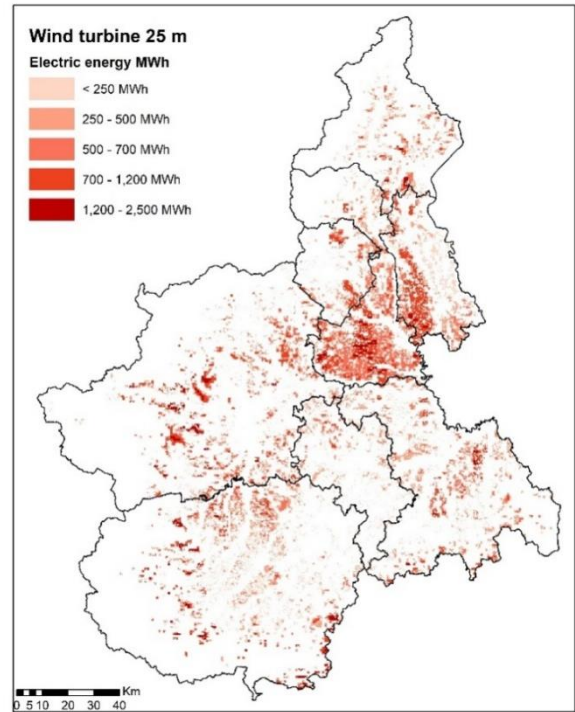 Wind turbine 25 m
Electric energy MWh
< 250 MWh
250 - 500 MWh
500 - 700 MWh
700 - 1,200 MWh
1,200 - 2,500 MWh
Km
0 5 10 20 30 40